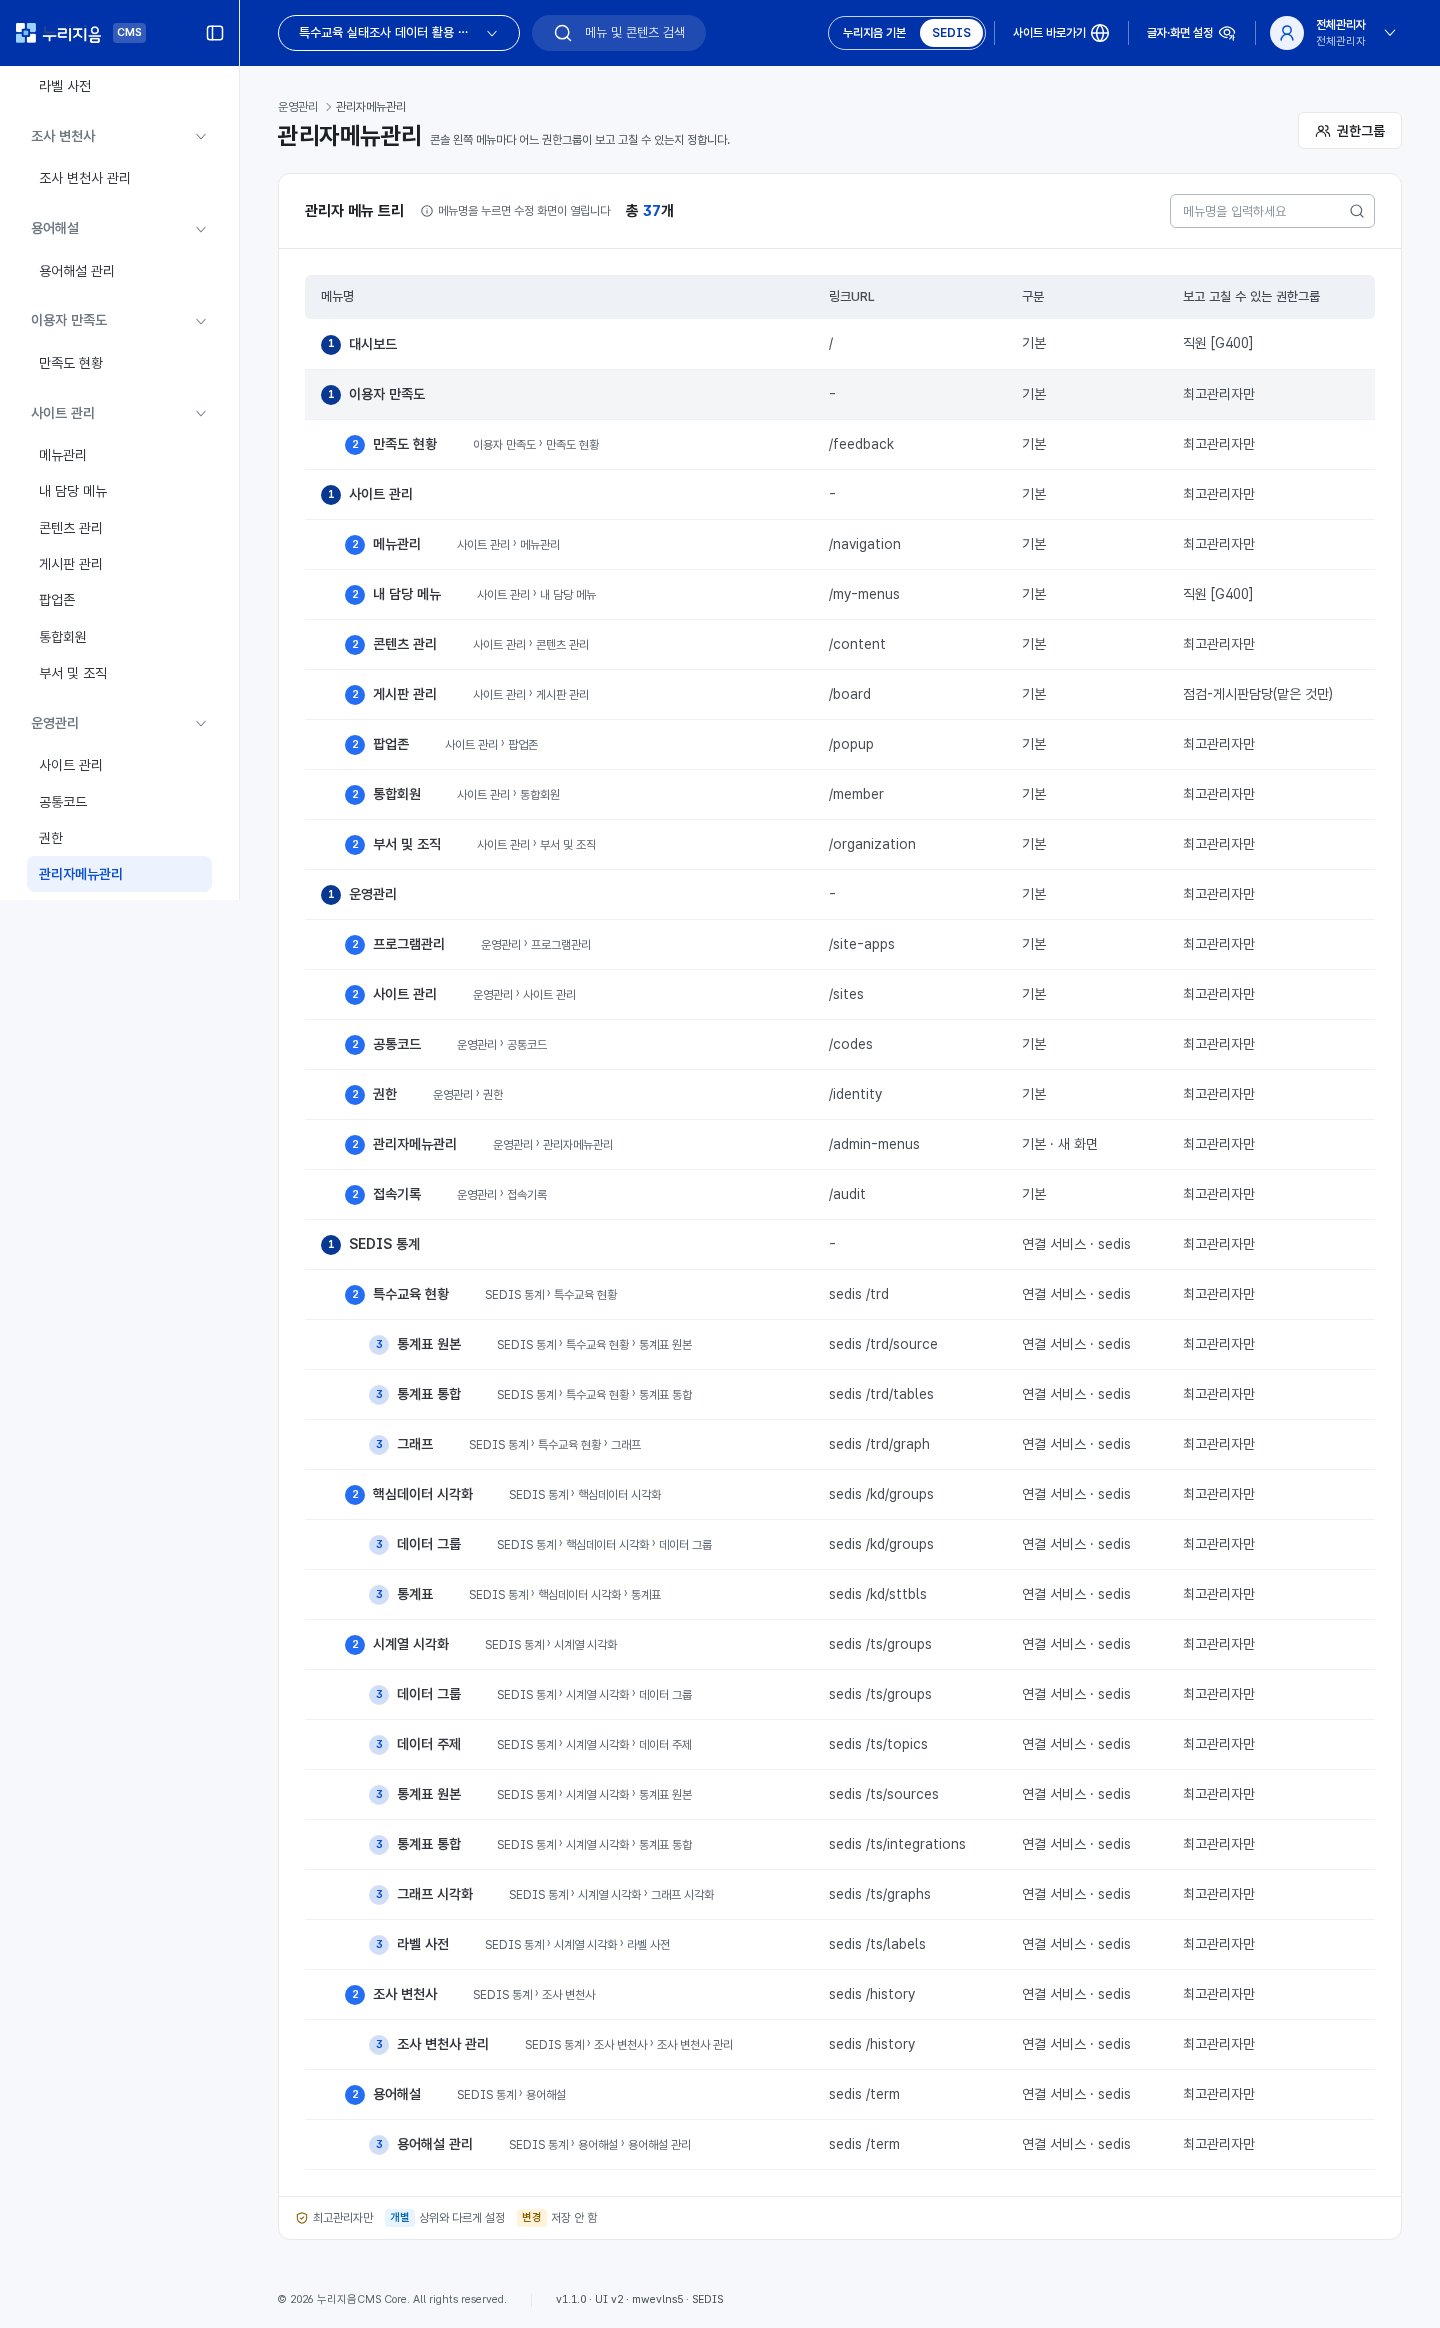 누리지음 CMS
특수교육 실태조사 데이터 활용 ···
메뉴 및 콘텐츠 검색
누리지음 기본 SEDIS
사이트 바로가기
글자·화면 설정
전체관리자
전체관리자
라벨 사전
조사 변천사
조사 변천사 관리
용어해설
용어해설 관리
이용자 만족도
만족도 현황
사이트 관리
메뉴관리
내 담당 메뉴
콘텐츠 관리
게시판 관리
팝업존
통합회원
부서 및 조직
운영관리
사이트 관리
공통코드
권한
관리자메뉴관리
운영관리 > 관리자메뉴관리
관리자메뉴관리 콘솔 왼쪽 메뉴마다 어느 권한그룹이 보고 고칠 수 있는지 정합니다.
권한그룹
관리자 메뉴 트리 메뉴명을 누르면 수정 화면이 열립니다 총 37개
메뉴명을 입력하세요
메뉴명 링크URL 구분 보고 고칠 수 있는 권한그룹
1 대시보드 / 기본 직원 [G400]
1 이용자 만족도 - 기본 최고관리자만
2 만족도 현황 이용자 만족도 › 만족도 현황 /feedback 기본 최고관리자만
1 사이트 관리 - 기본 최고관리자만
2 메뉴관리 사이트 관리 › 메뉴관리 /navigation 기본 최고관리자만
2 내 담당 메뉴 사이트 관리 › 내 담당 메뉴 /my-menus 기본 직원 [G400]
2 콘텐츠 관리 사이트 관리 › 콘텐츠 관리 /content 기본 최고관리자만
2 게시판 관리 사이트 관리 › 게시판 관리 /board 기본 점검-게시판담당(맡은 것만)
2 팝업존 사이트 관리 › 팝업존 /popup 기본 최고관리자만
2 통합회원 사이트 관리 › 통합회원 /member 기본 최고관리자만
2 부서 및 조직 사이트 관리 › 부서 및 조직 /organization 기본 최고관리자만
1 운영관리 - 기본 최고관리자만
2 프로그램관리 운영관리 › 프로그램관리 /site-apps 기본 최고관리자만
2 사이트 관리 운영관리 › 사이트 관리 /sites 기본 최고관리자만
2 공통코드 운영관리 › 공통코드 /codes 기본 최고관리자만
2 권한 운영관리 › 권한 /identity 기본 최고관리자만
2 관리자메뉴관리 운영관리 › 관리자메뉴관리 /admin-menus 기본 · 새 화면 최고관리자만
2 접속기록 운영관리 › 접속기록 /audit 기본 최고관리자만
1 SEDIS 통계 - 연결 서비스 · sedis 최고관리자만
2 특수교육 현황 SEDIS 통계 › 특수교육 현황 sedis /trd 연결 서비스 · sedis 최고관리자만
3 통계표 원본 SEDIS 통계 › 특수교육 현황 › 통계표 원본 sedis /trd/source 연결 서비스 · sedis 최고관리자만
3 통계표 통합 SEDIS 통계 › 특수교육 현황 › 통계표 통합 sedis /trd/tables 연결 서비스 · sedis 최고관리자만
3 그래프 SEDIS 통계 › 특수교육 현황 › 그래프 sedis /trd/graph 연결 서비스 · sedis 최고관리자만
2 핵심데이터 시각화 SEDIS 통계 › 핵심데이터 시각화 sedis /kd/groups 연결 서비스 · sedis 최고관리자만
3 데이터 그룹 SEDIS 통계 › 핵심데이터 시각화 › 데이터 그룹 sedis /kd/groups 연결 서비스 · sedis 최고관리자만
3 통계표 SEDIS 통계 › 핵심데이터 시각화 › 통계표 sedis /kd/sttbls 연결 서비스 · sedis 최고관리자만
2 시계열 시각화 SEDIS 통계 › 시계열 시각화 sedis /ts/groups 연결 서비스 · sedis 최고관리자만
3 데이터 그룹 SEDIS 통계 › 시계열 시각화 › 데이터 그룹 sedis /ts/groups 연결 서비스 · sedis 최고관리자만
3 데이터 주제 SEDIS 통계 › 시계열 시각화 › 데이터 주제 sedis /ts/topics 연결 서비스 · sedis 최고관리자만
3 통계표 원본 SEDIS 통계 › 시계열 시각화 › 통계표 원본 sedis /ts/sources 연결 서비스 · sedis 최고관리자만
3 통계표 통합 SEDIS 통계 › 시계열 시각화 › 통계표 통합 sedis /ts/integrations 연결 서비스 · sedis 최고관리자만
3 그래프 시각화 SEDIS 통계 › 시계열 시각화 › 그래프 시각화 sedis /ts/graphs 연결 서비스 · sedis 최고관리자만
3 라벨 사전 SEDIS 통계 › 시계열 시각화 › 라벨 사전 sedis /ts/labels 연결 서비스 · sedis 최고관리자만
2 조사 변천사 SEDIS 통계 › 조사 변천사 sedis /history 연결 서비스 · sedis 최고관리자만
3 조사 변천사 관리 SEDIS 통계 › 조사 변천사 › 조사 변천사 관리 sedis /history 연결 서비스 · sedis 최고관리자만
2 용어해설 SEDIS 통계 › 용어해설 sedis /term 연결 서비스 · sedis 최고관리자만
3 용어해설 관리 SEDIS 통계 › 용어해설 › 용어해설 관리 sedis /term 연결 서비스 · sedis 최고관리자만
최고관리자만 개별 상위와 다르게 설정 변경 저장 안 함
© 2026 누리지음CMS Core. All rights reserved. v1.1.0 · UI v2 · mwevlns5 · SEDIS